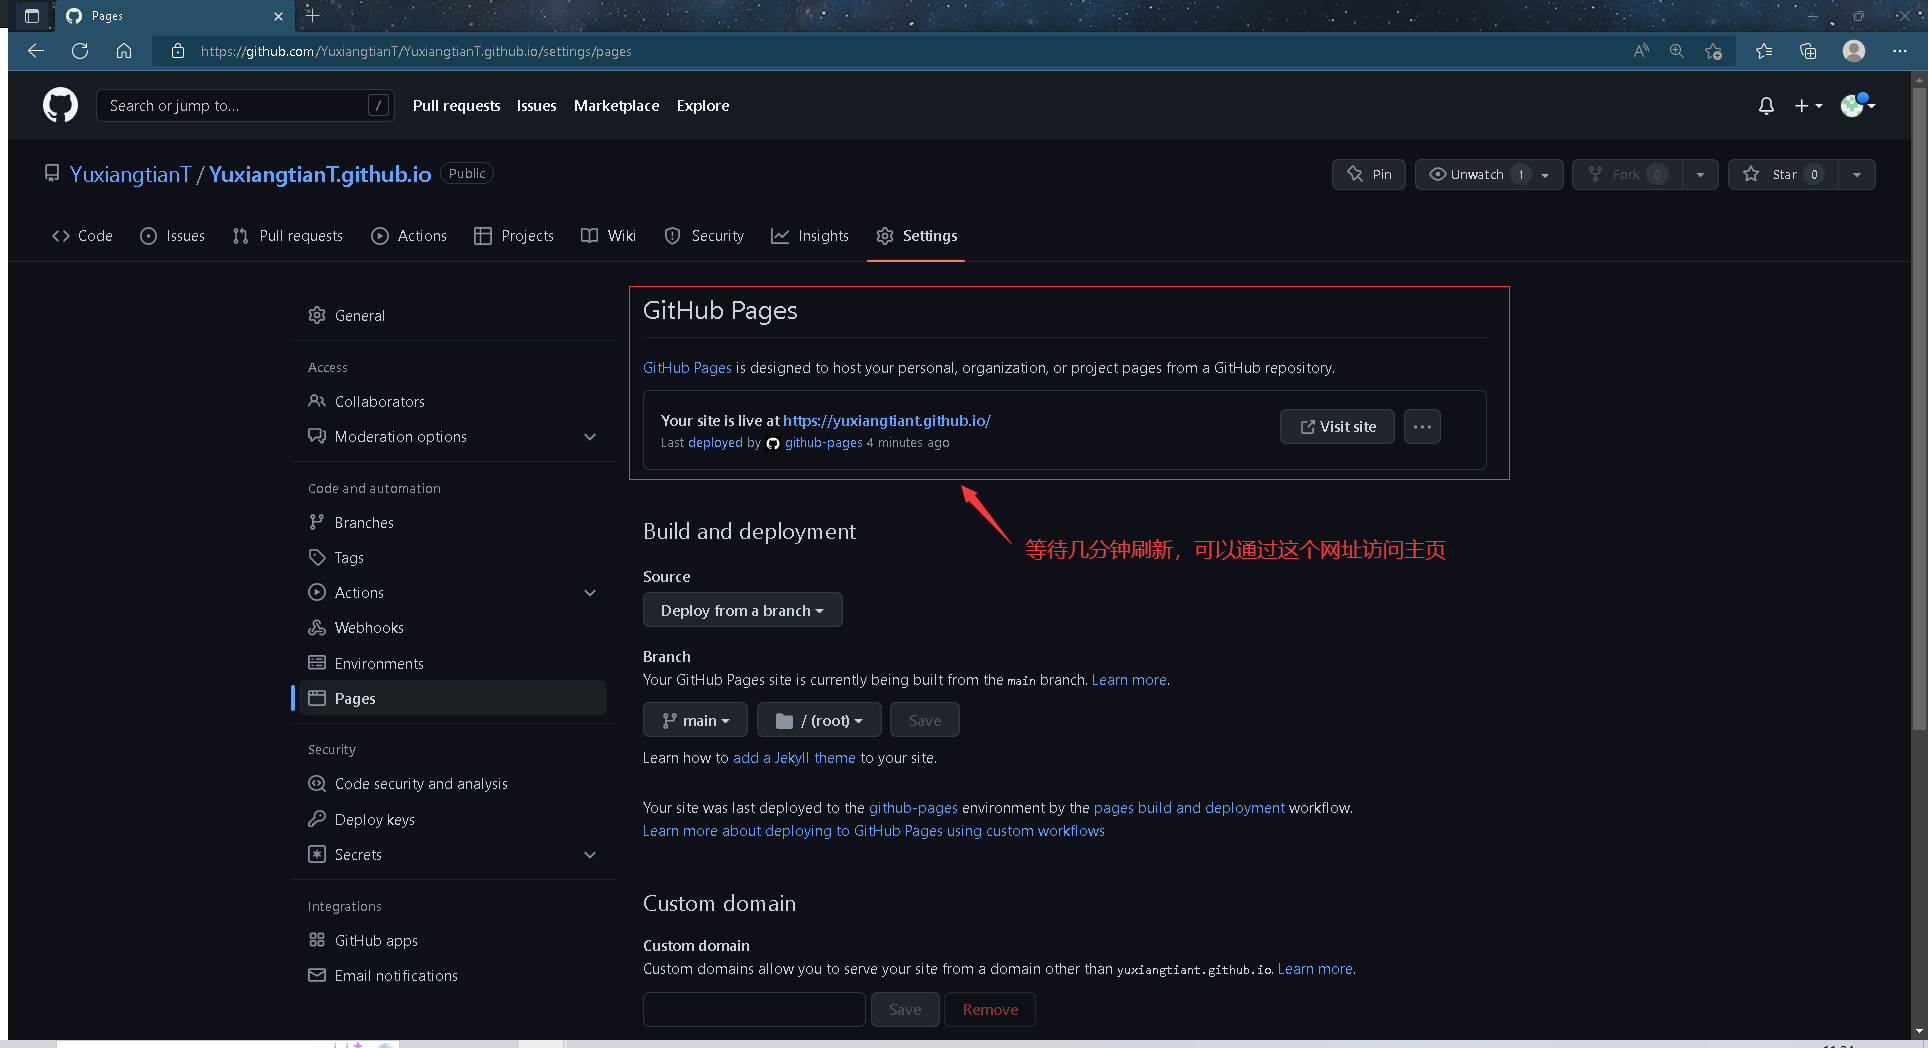 Pages
https://github.com/YuxiangtianT/YuxiangtianT.github.io/settings/pages
Search or jump to... /
Pull requests Issues Marketplace Explore
YuxiangtianT / YuxiangtianT.github.io Public
Pin Unwatch 1 Fork 0 Star 0
Code Issues Pull requests Actions Projects Wiki Security Insights Settings
General
Access
Collaborators
Moderation options
Code and automation
Branches
Tags
Actions
Webhooks
Environments
Pages
Security
Code security and analysis
Deploy keys
Secrets
Integrations
GitHub apps
Email notifications
GitHub Pages
GitHub Pages is designed to host your personal, organization, or project pages from a GitHub repository.
Your site is live at https://yuxiangtiant.github.io/
Last deployed by github-pages 4 minutes ago
Visit site
等待几分钟刷新，可以通过这个网址访问主页
Build and deployment
Source
Deploy from a branch
Branch
Your GitHub Pages site is currently being built from the main branch. Learn more.
main / (root) Save
Learn how to add a Jekyll theme to your site.
Your site was last deployed to the github-pages environment by the pages build and deployment workflow.
Learn more about deploying to GitHub Pages using custom workflows
Custom domain
Custom domain
Custom domains allow you to serve your site from a domain other than yuxiangtiant.github.io. Learn more.
Save Remove